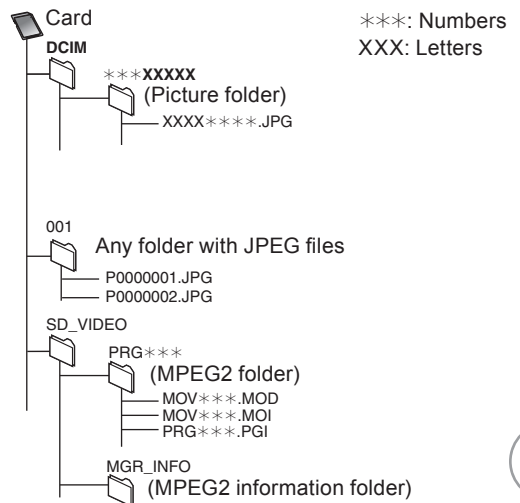 Card
∗∗∗: Numbers
XXX: Letters
DCIM
∗∗∗XXXXX
(Picture folder)
XXXX∗∗∗∗.JPG
001
Any folder with JPEG files
P0000001.JPG
P0000002.JPG
SD_VIDEO
PRG∗∗∗
(MPEG2 folder)
MOV∗∗∗.MOD
MOV∗∗∗.MOI
PRG∗∗∗.PGI
MGR_INFO
(MPEG2 information folder)